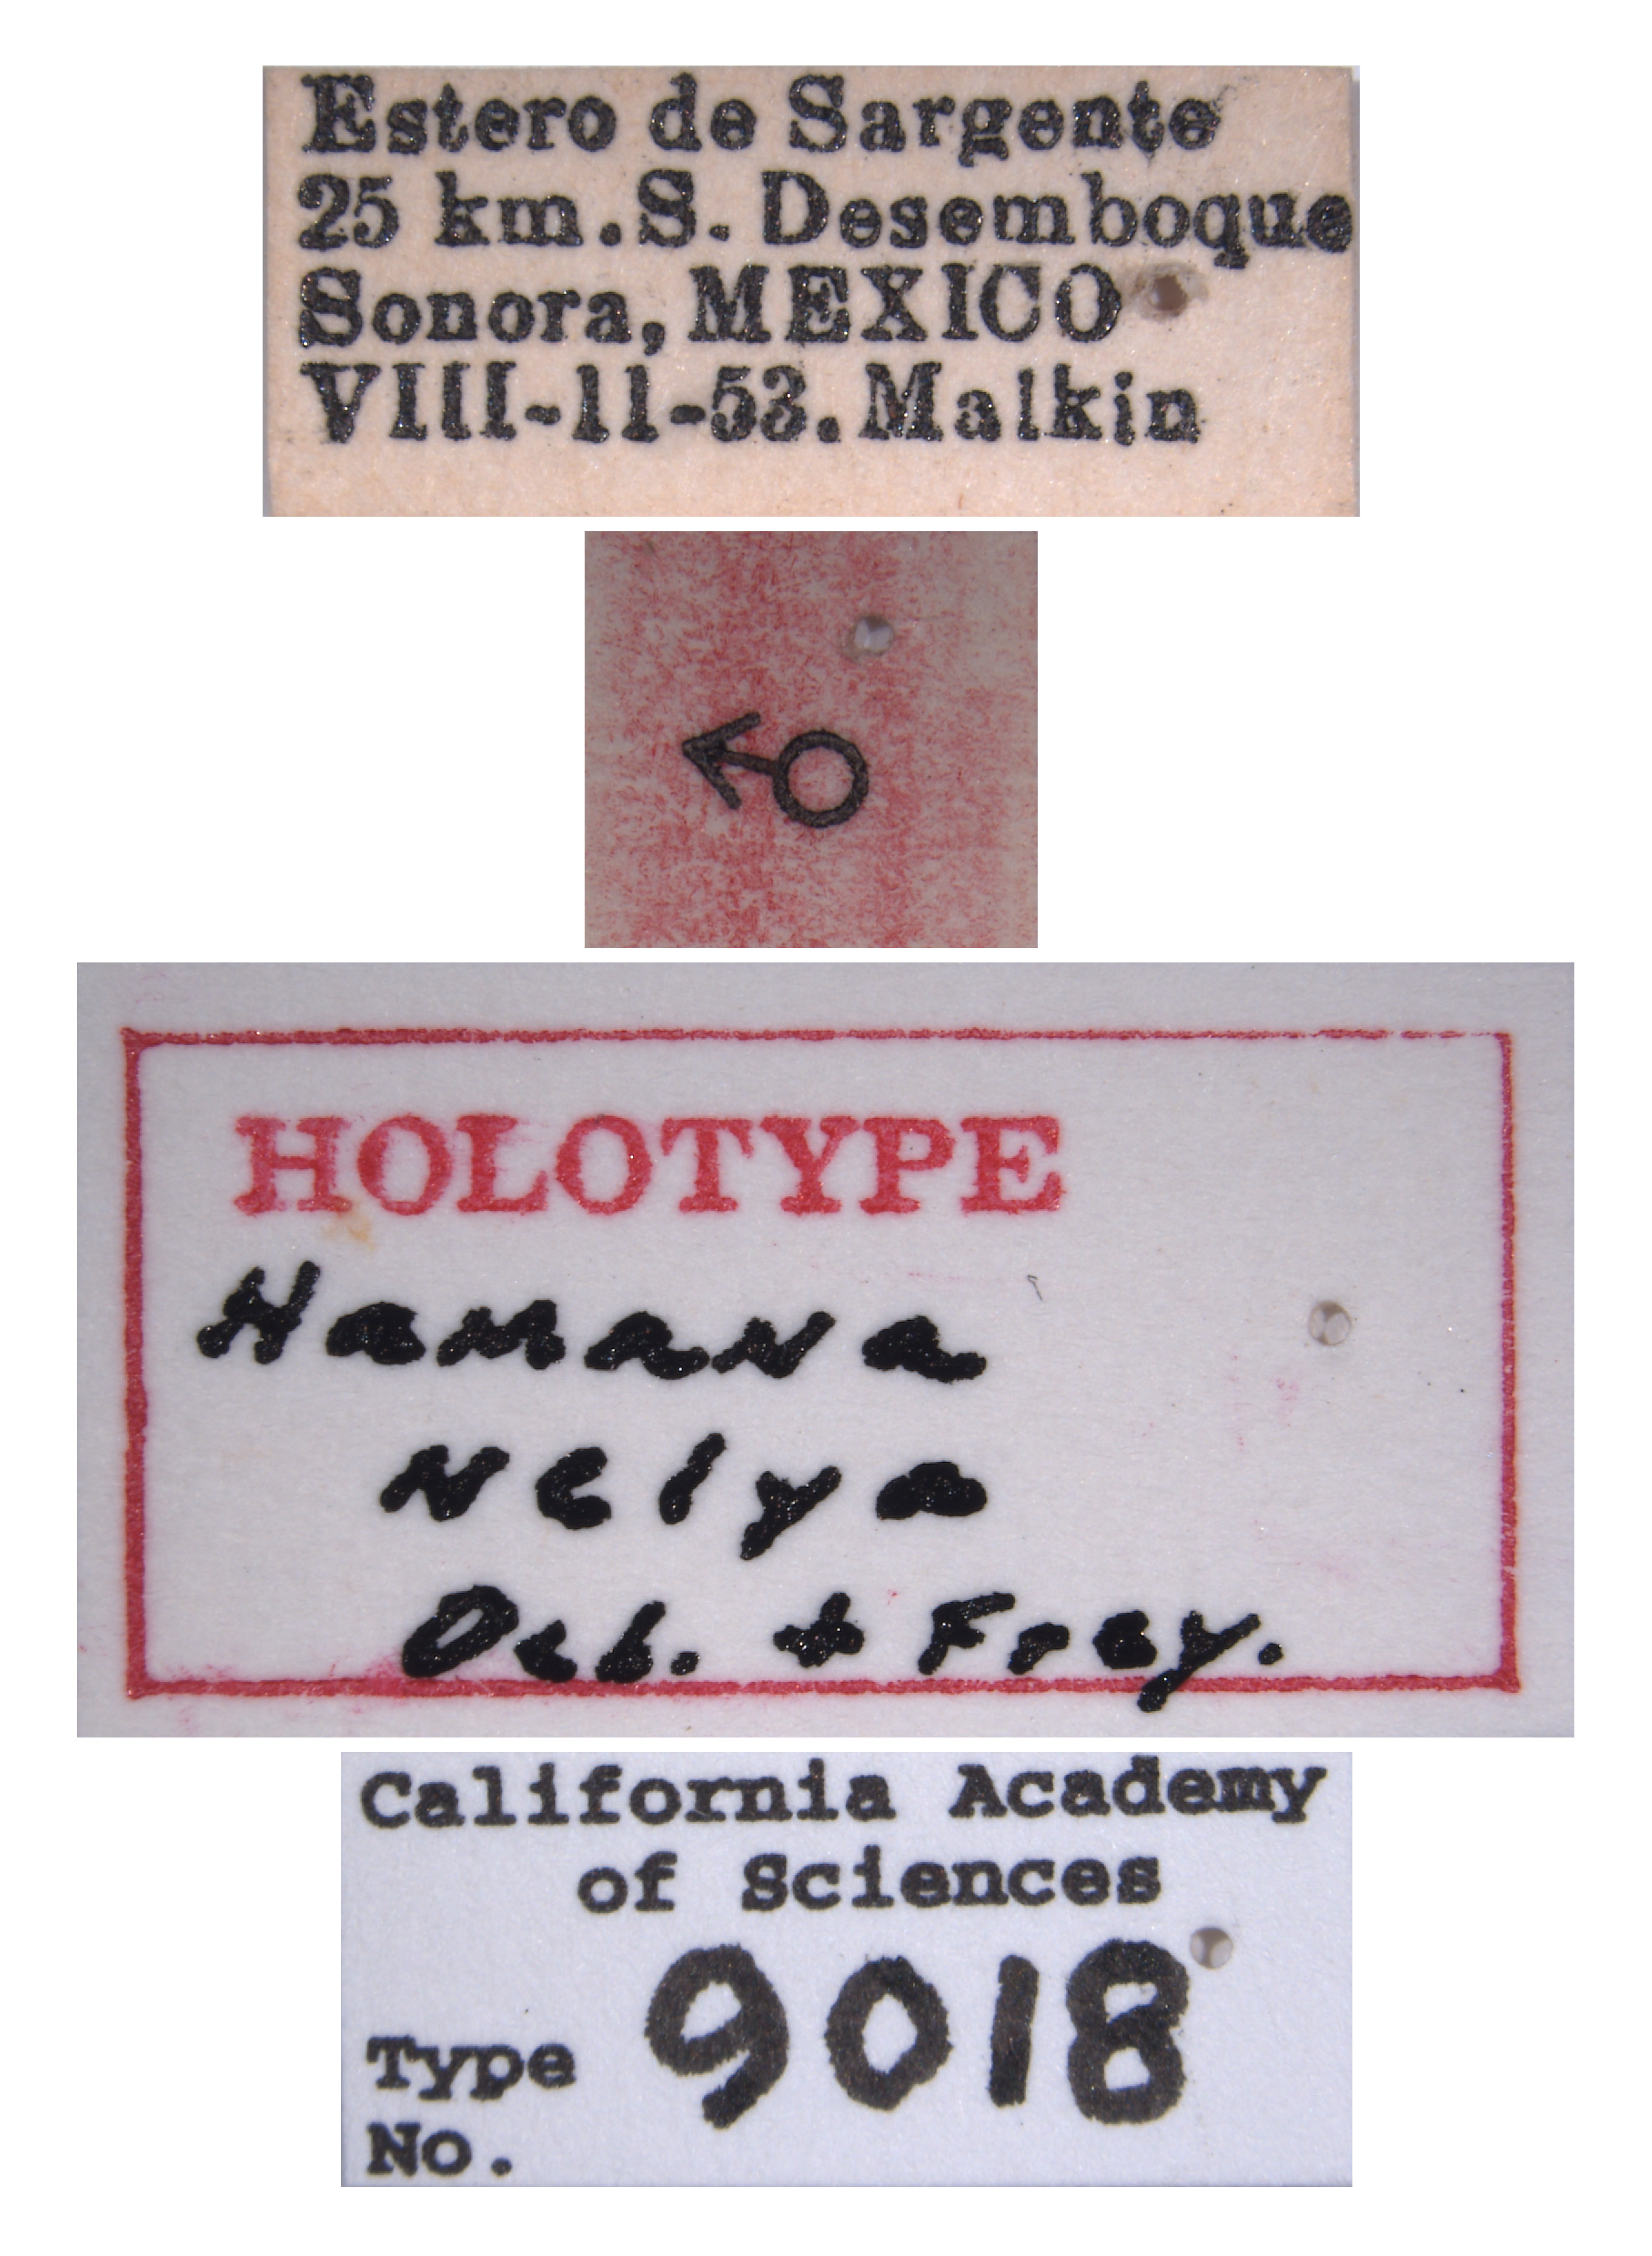 Estero de Sargente
25 km.S. Desemboque
Sonora, MEXICO
VIII-11-53. Malkin
♂
HOLOTYPE
Hamana
nelya
DeL. + Frey.
California Academy
of Sciences
Type 9018
No.